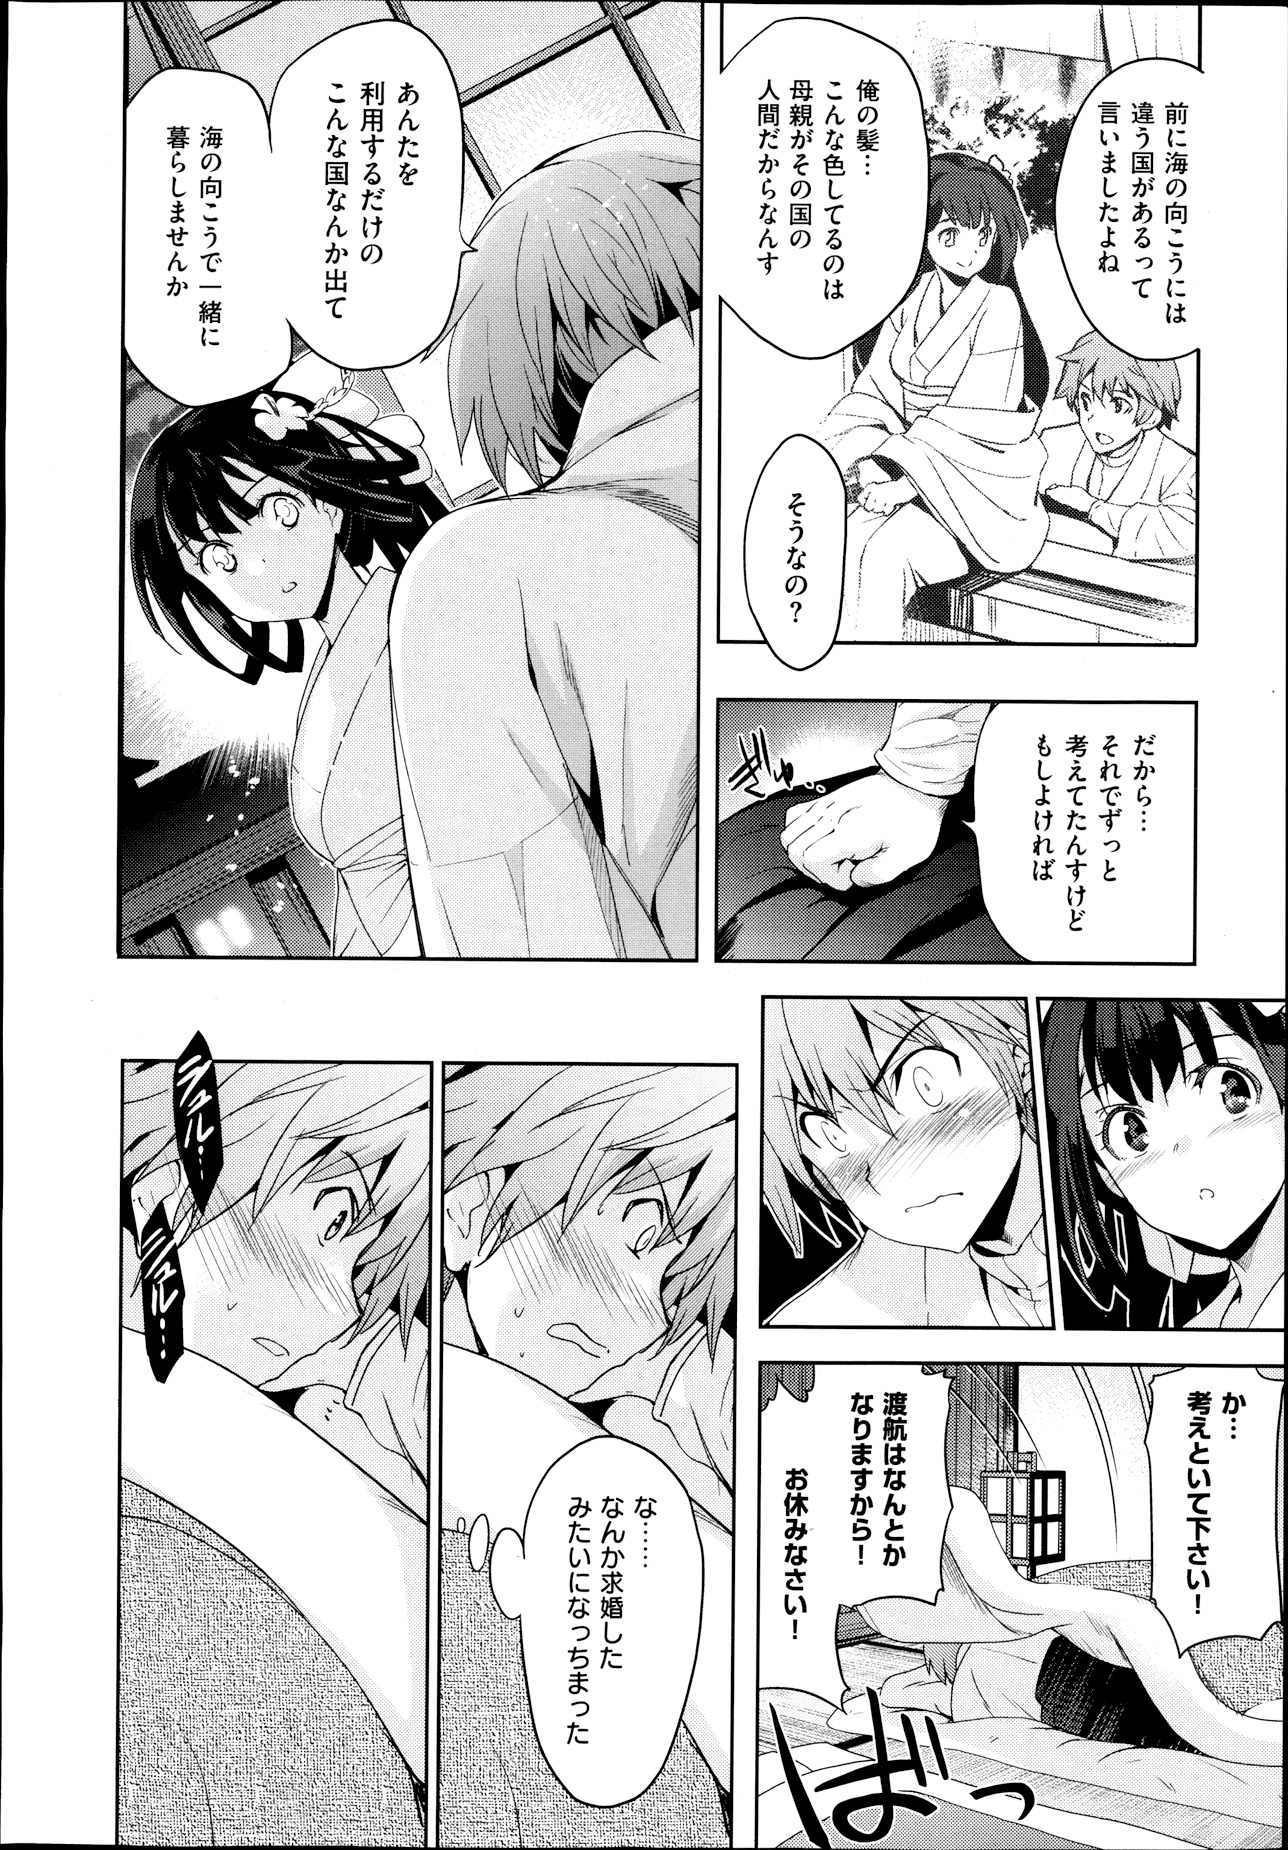 前に海の向こうには
違う国があるって
言いましたよね
俺の髪…
こんな色してるのは
母親がその国の
人間だからなんす
そうなの？
だから…
それでずっと
考えてたんすけど
もしよければ
ぎゅ…
あんたを
利用するだけの
こんな国なんか出て
海の向こうで一緒に
暮らしませんか
か…
考えといて下さい！
渡航はなんとか
なりますから！
お休みなさい！
ばっ
な……
なんか求婚した
みたいになっちまった
シュル…
シュル…